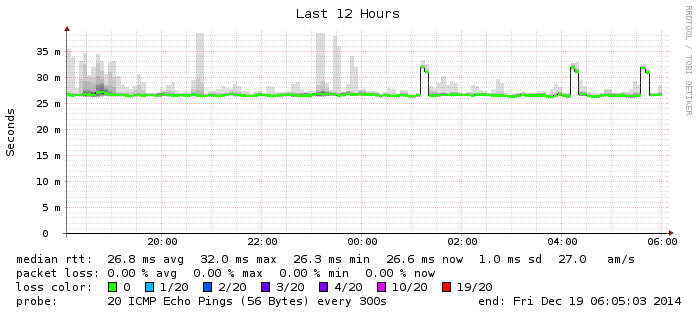 Last 12 Hours
RRDTOOL / TOBI OETIKER
Seconds
35 m
30 m
25 m
20 m
15 m
10 m
5 m
0
20:00 22:00 00:00 02:00 04:00 06:00
median rtt: 26.8 ms avg 32.0 ms max 26.3 ms min 26.6 ms now 1.0 ms sd 27.0 am/s
packet loss: 0.00 % avg 0.00 % max 0.00 % min 0.00 % now
loss color: 0 1/20 2/20 3/20 4/20 10/20 19/20
probe: 20 ICMP Echo Pings (56 Bytes) every 300s end: Fri Dec 19 06:05:03 2014